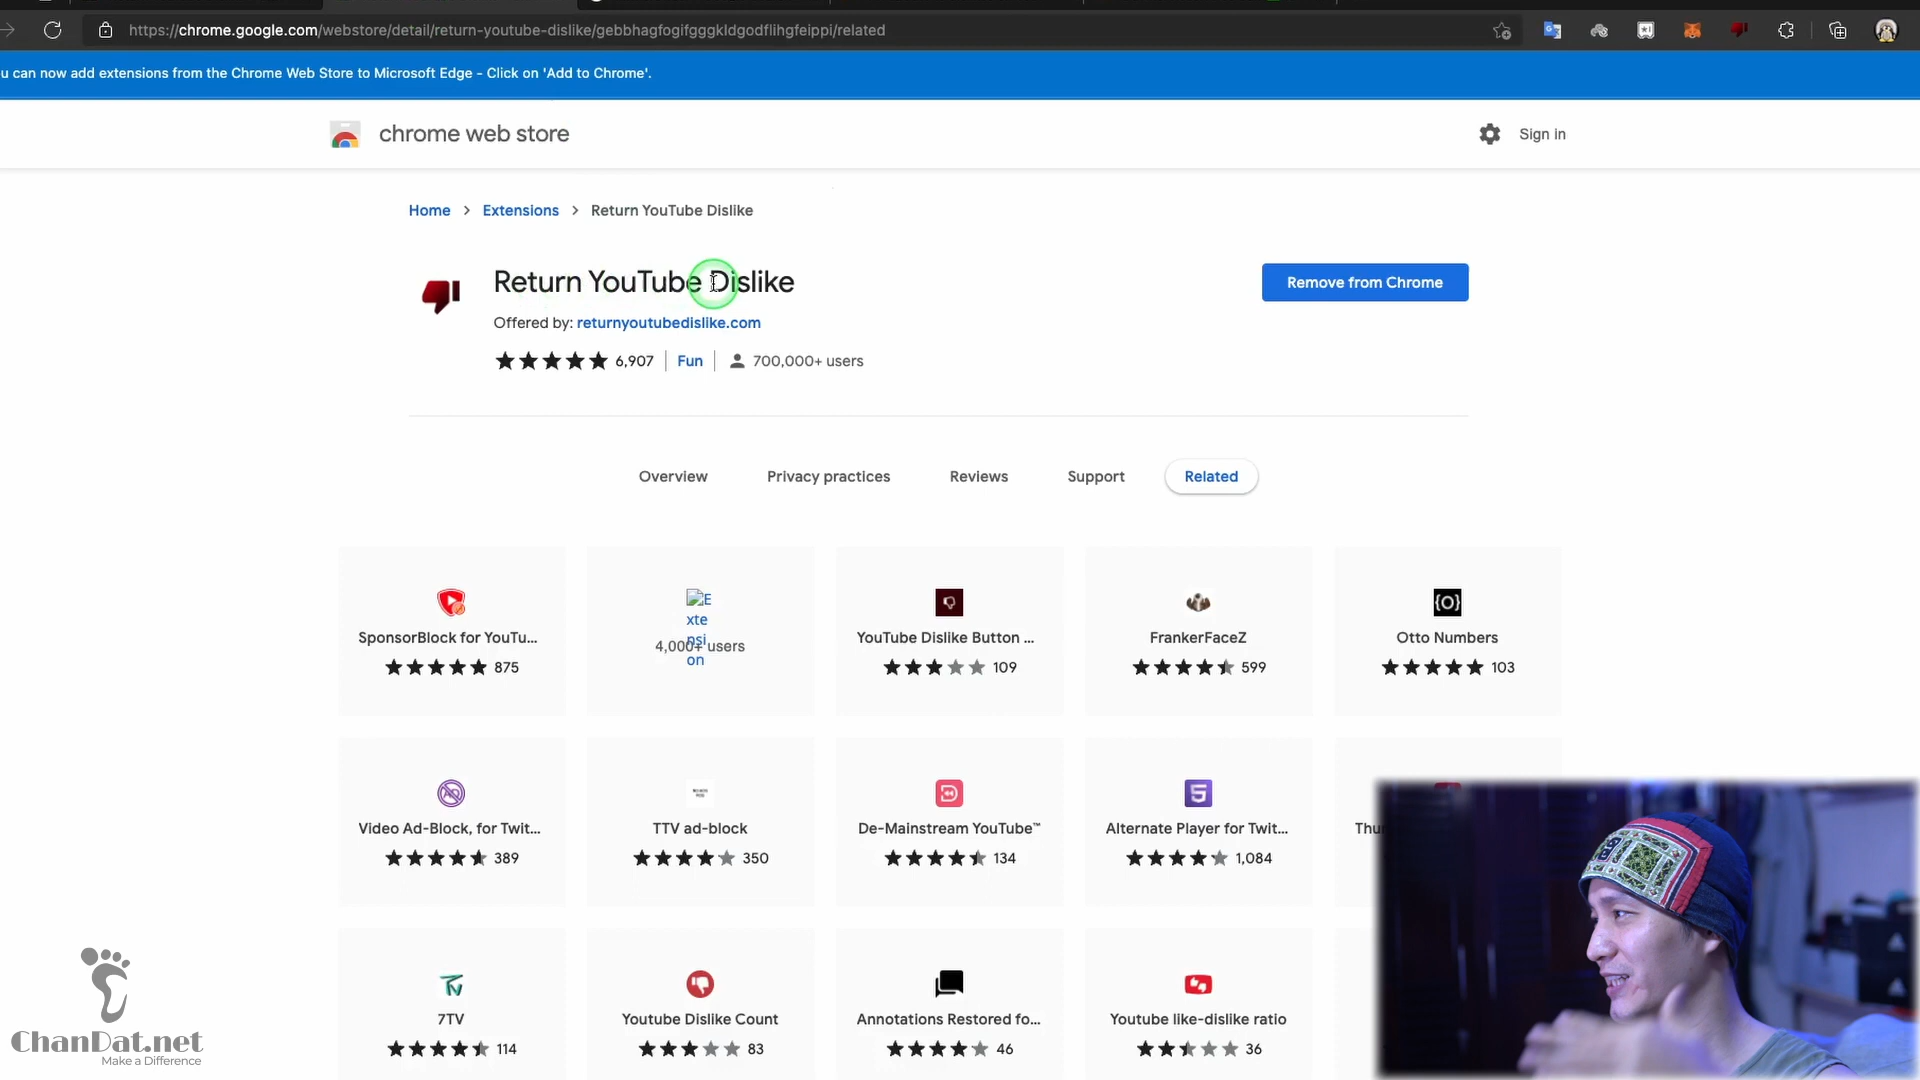 https://chrome.google.com/webstore/detail/return-youtube-dislike/gebbhagfogifgggkldgodflihgfeippi/related
u can now add extensions from the Chrome Web Store to Microsoft Edge - Click on 'Add to Chrome'.
chrome web store
Sign in
Home > Extensions > Return YouTube Dislike
Return YouTube Dislike
Remove from Chrome
Offered by: returnyoutubedislike.com
6,907 Fun 700,000+ users
Overview Privacy practices Reviews Support Related
SponsorBlock for YouTu...
875
Extension
4,000+ users
YouTube Dislike Button ...
109
FrankerFaceZ
599
{O}
Otto Numbers
103
Video Ad-Block, for Twit...
389
TTV ad-block
350
De-Mainstream YouTube™
134
Alternate Player for Twit...
1,084
Thu
7TV
114
Youtube Dislike Count
83
Annotations Restored fo...
46
Youtube like-dislike ratio
36
ChanDat.net
Make a Difference